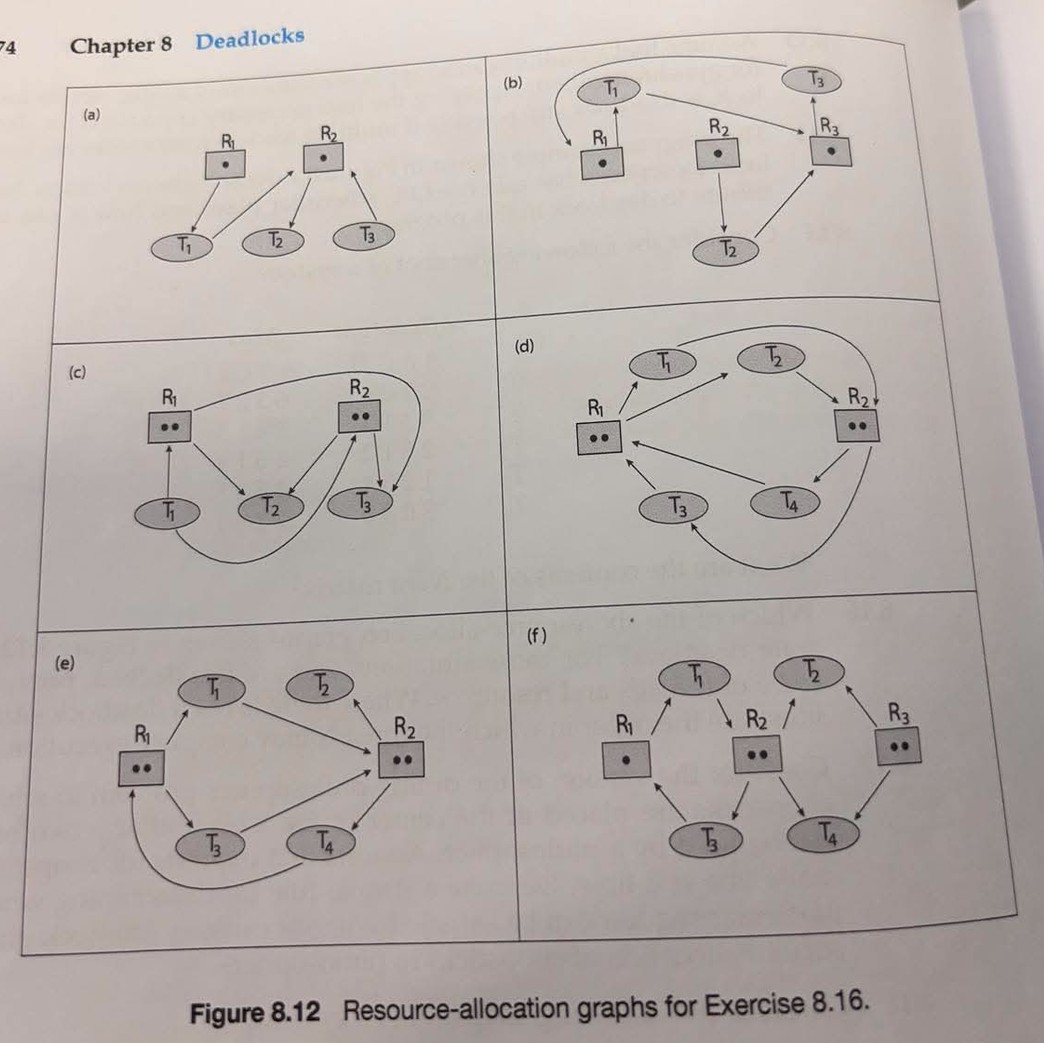 74 Chapter 8 Deadlocks
(a)
R1 R2
T1 T2 T3
(b)
T1 T3
R1 R2 R3
T2
(c)
R1 R2
T1 T2 T3
(d)
T1 T2
R1 R2
T3 T4
(e)
T1 T2
R1 R2
T3 T4
(f)
T1 T2
R1 R2 R3
T3 T4
Figure 8.12 Resource-allocation graphs for Exercise 8.16.